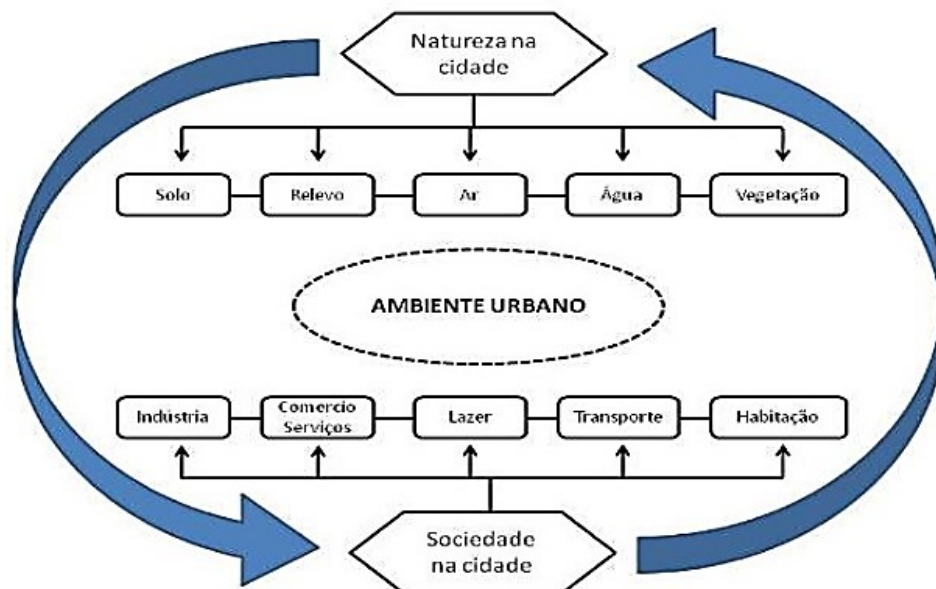 Natureza na
cidade
Solo
Relevo
Ar
Água
Vegetação
AMBIENTE URBANO
Indústria
Comercio
Serviços
Lazer
Transporte
Habitação
Sociedade
na cidade